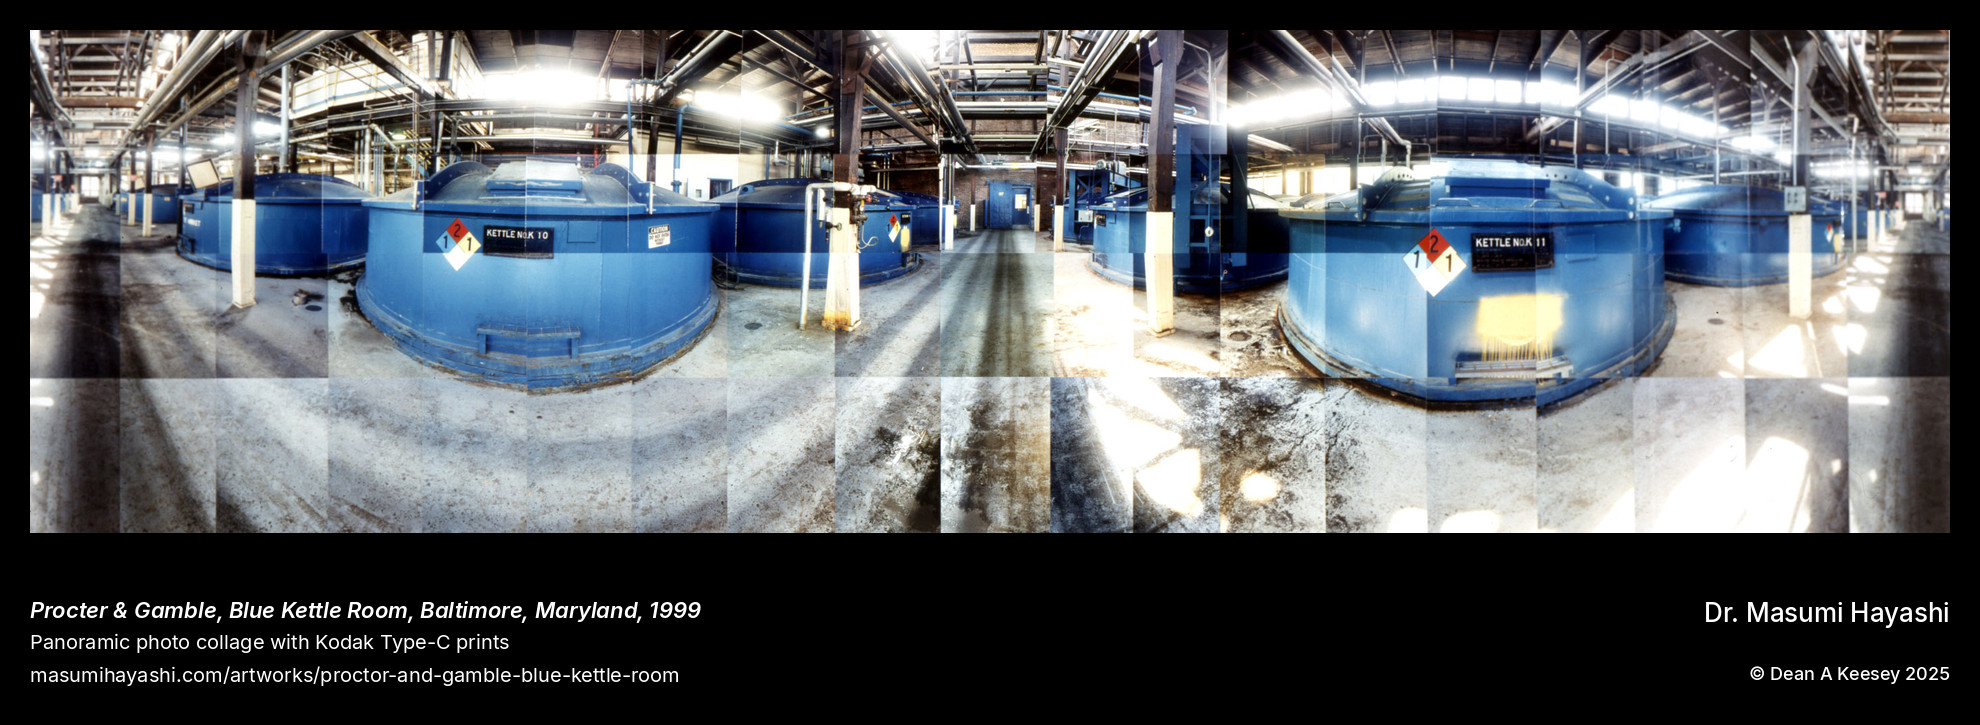 KETTLE NO.K 10
CAUTION
2
1
1
KETTLE NO.K 11
2
1
1
Procter & Gamble, Blue Kettle Room, Baltimore, Maryland, 1999
Panoramic photo collage with Kodak Type-C prints
masumihayashi.com/artworks/proctor-and-gamble-blue-kettle-room
Dr. Masumi Hayashi
© Dean A Keesey 2025